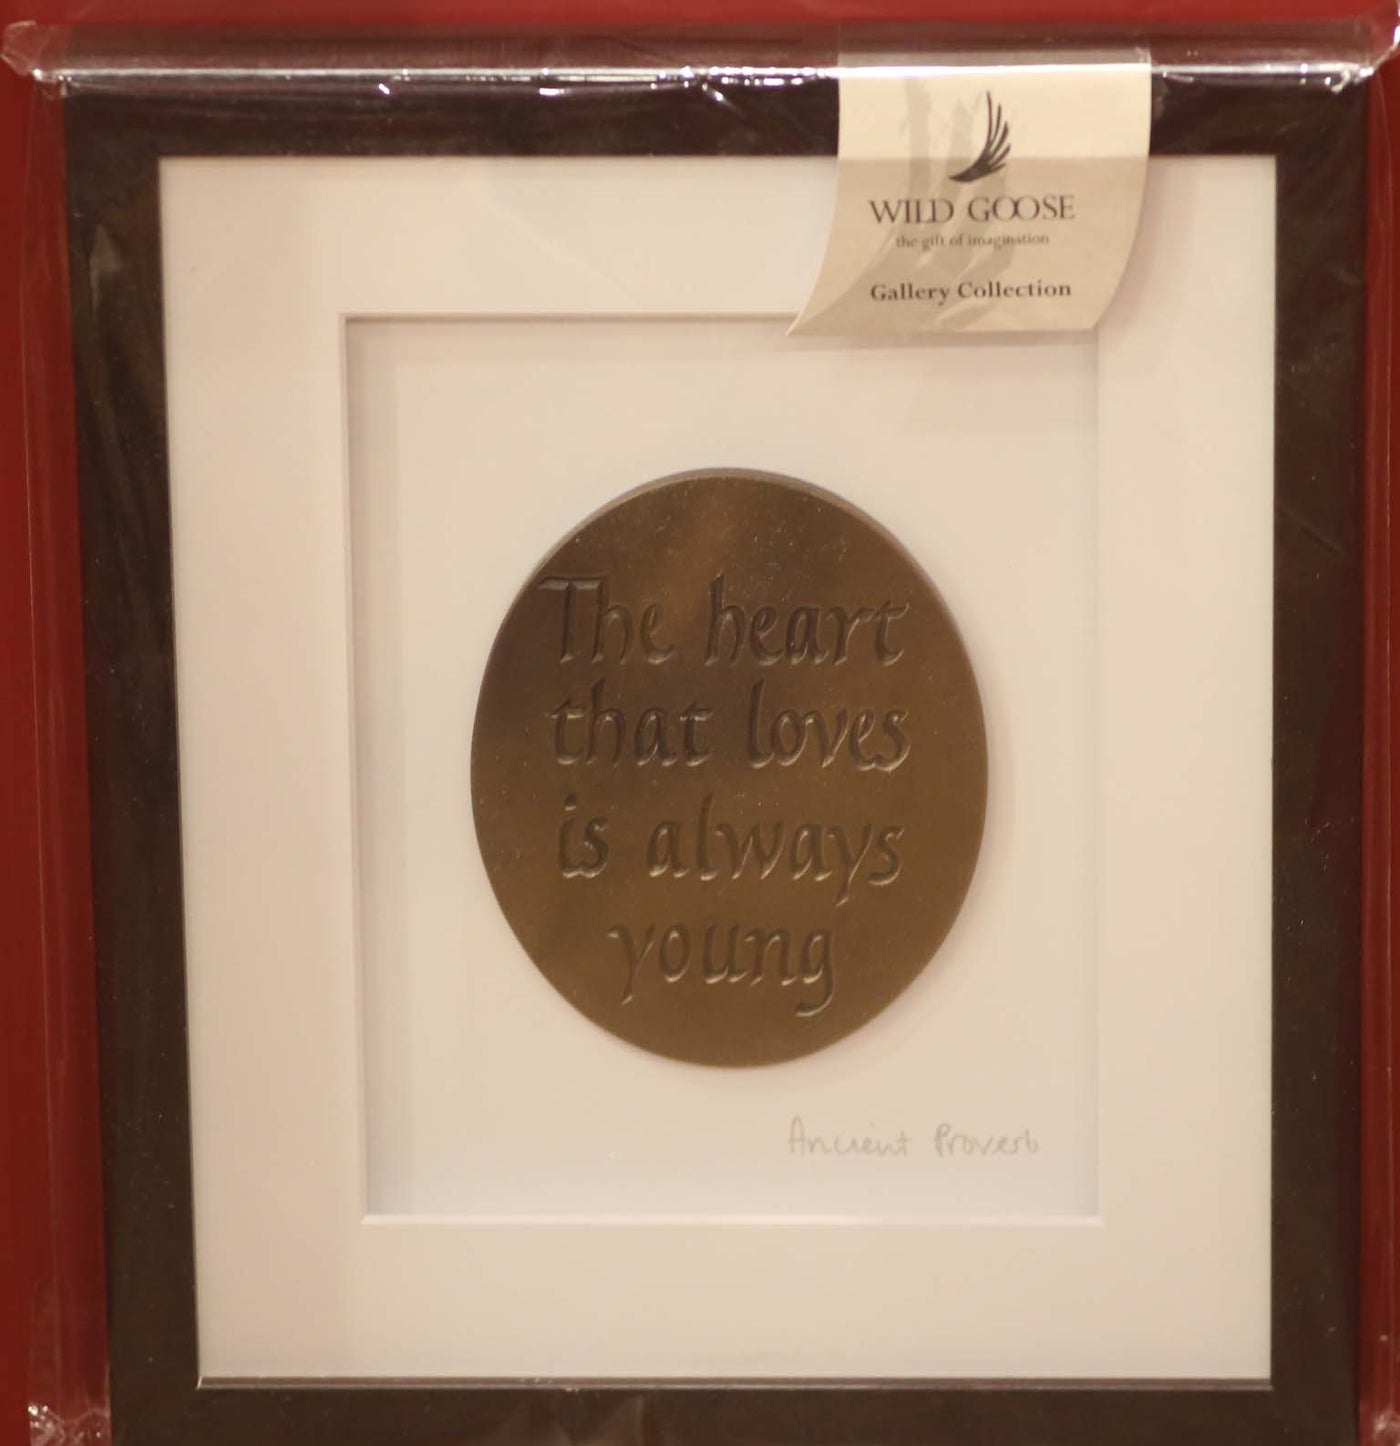 WILD GOOSE
the gift of imagination
Gallery Collection
The heart
that loves
is always
young
Ancient Proverb